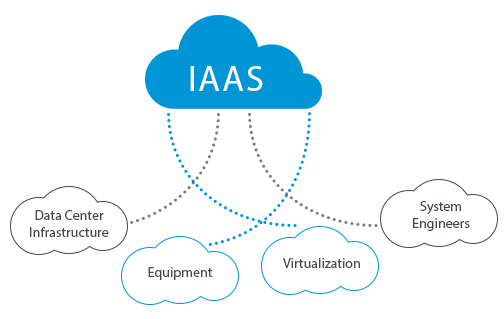 IAAS
Data Center
Infrastructure
Equipment
Virtualization
System
Engineers